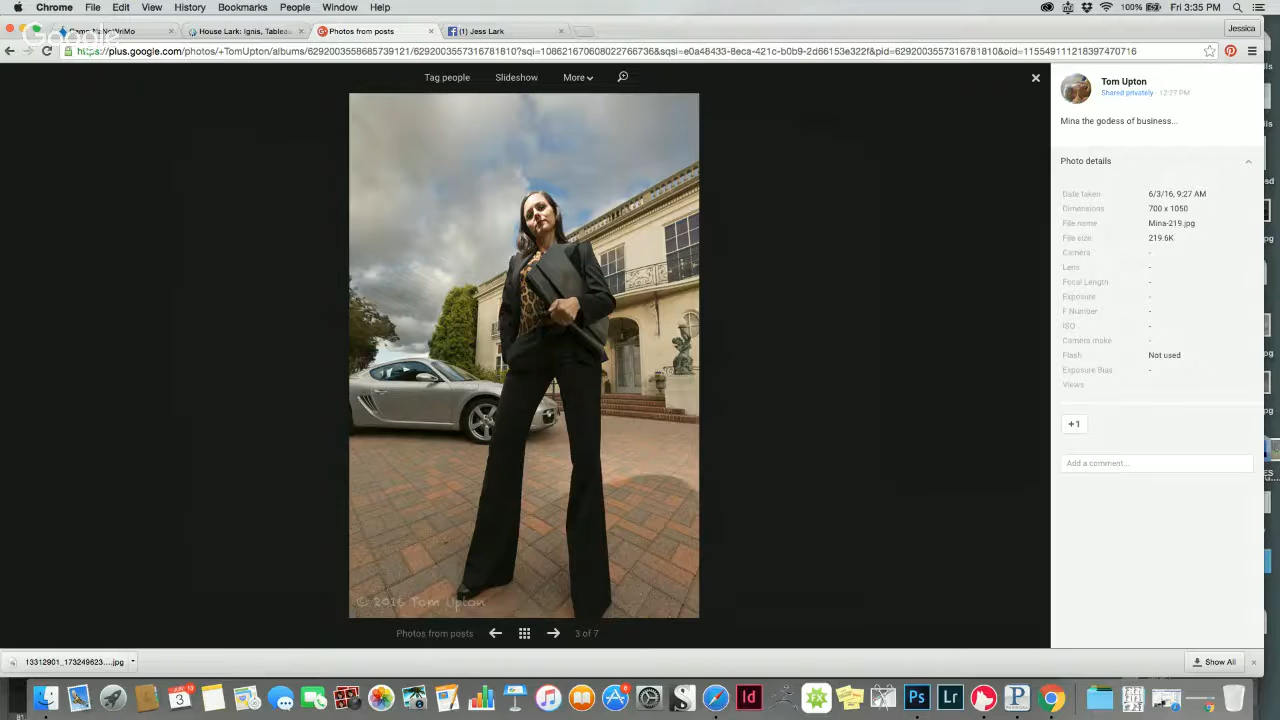 Chrome File Edit View History Bookmarks People Window Help 100% Fri 3:35 PM
Google
NaNoWriMo House Lark: Ignis, Tableau Photos from posts (1) Jess Lark Jessica
https://plus.google.com/photos/+TomUpton/albums/6292003558685739121/6292003557316781810?sqi=108621670608022766736&sqsi=e0a46433-8eca-421c-b0b9-2d66153e322f&pid=6292003557316781810&oid=115549111218397470716
Tag people Slideshow More
Tom Upton
Shared privately - 12:27 PM
Mina the godess of business...
Photo details
Date taken 6/3/16, 9:27 AM
Dimensions 700 x 1050
File name Mina-219.jpg
File size 219.6K
Camera -
Lens -
Focal Length -
Exposure -
F Number -
ISO -
Camera make -
Flash Not used
Exposure Bias -
Views
+1
Add a comment...
© 2016 Tom Upton
Photos from posts 3 of 7
13312901_173249623....jpg Show All
JUN 3 Id Ps Lr